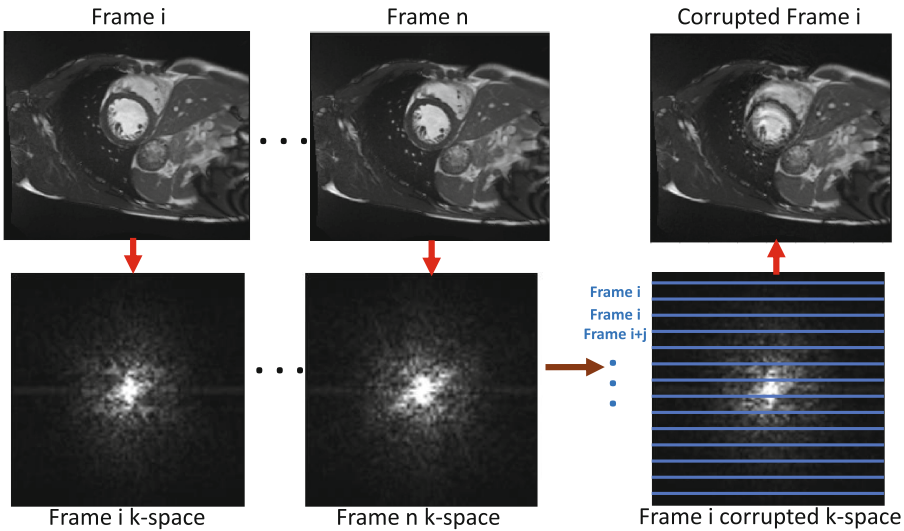 Frame i
Frame n
Corrupted Frame i
Frame i
Frame i
Frame i+j
Frame i k-space
Frame n k-space
Frame i corrupted k-space